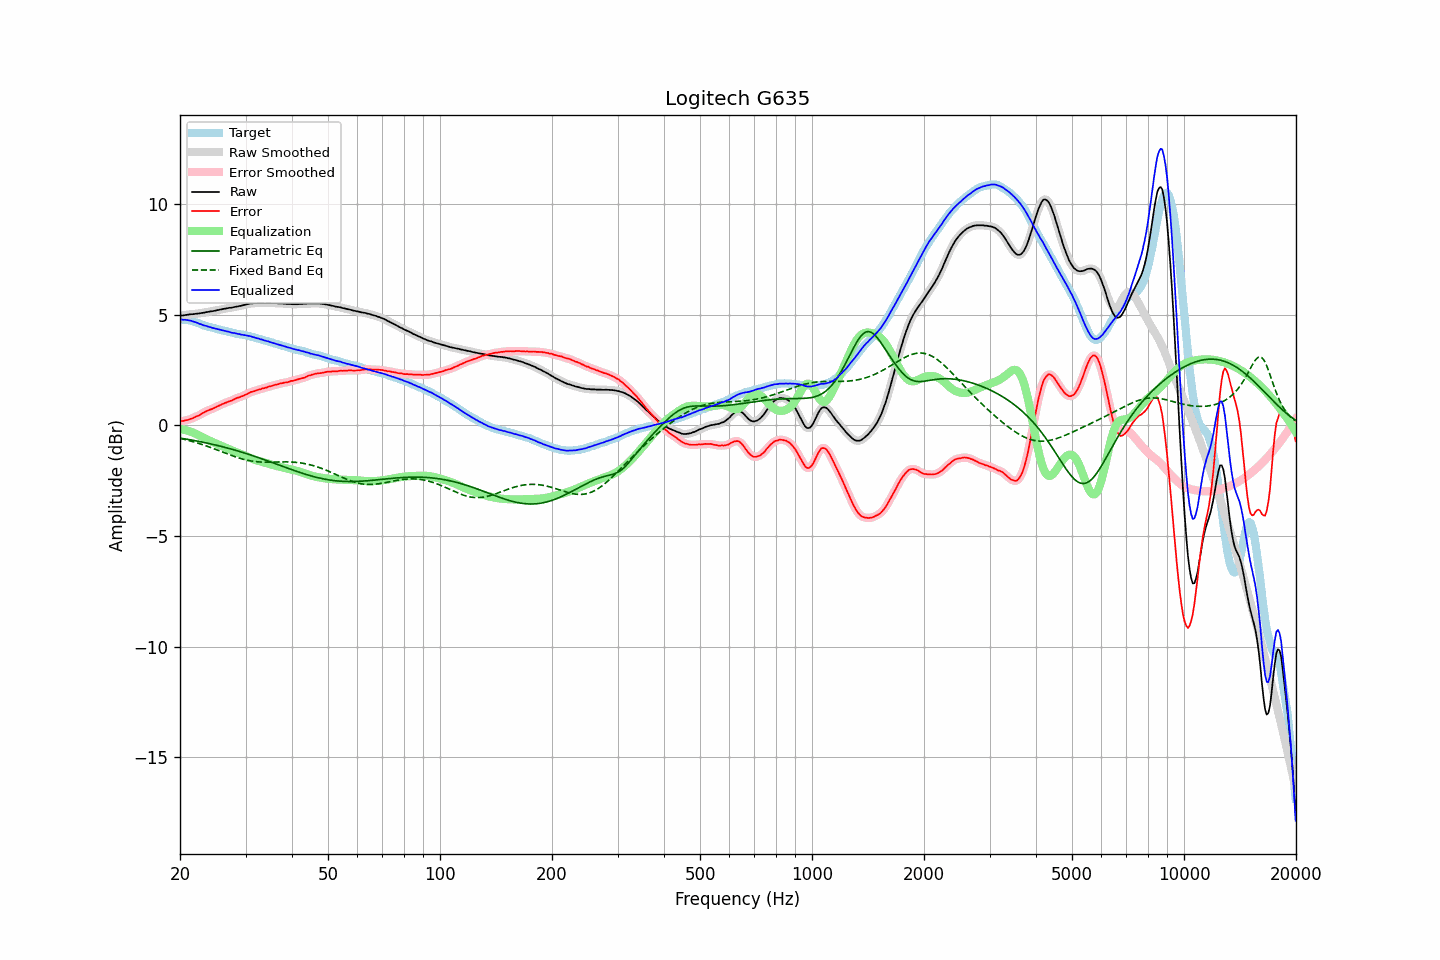 Logitech G635
Target
Raw Smoothed
Error Smoothed
Raw
Error
Equalization
Parametric Eq
Fixed Band Eq
Equalized
10
5
0
−5
−10
−15
Amplitude (dBr)
20
50
100
200
500
1000
2000
5000
10000
20000
Frequency (Hz)